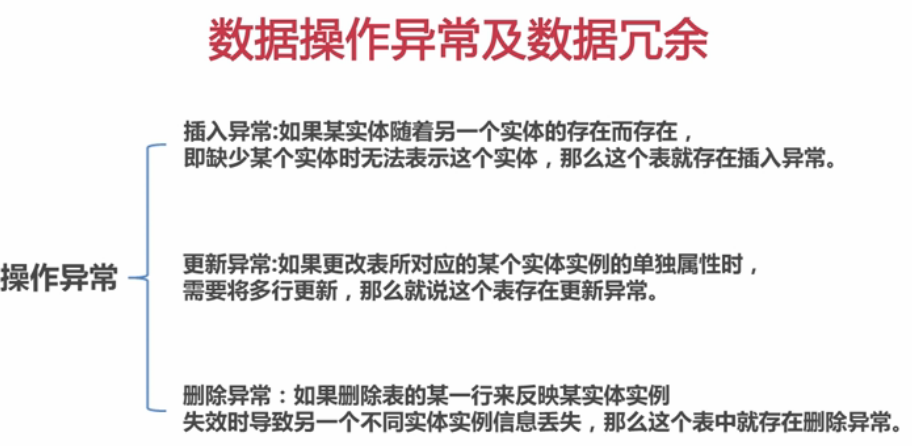 数据操作异常及数据冗余
插入异常:如果某实体随着另一个实体的存在而存在，
即缺少某个实体时无法表示这个实体，那么这个表就存在插入异常。
操作异常
更新异常:如果更改表所对应的某个实体实例的单独属性时，
需要将多行更新，那么就说这个表存在更新异常。
删除异常：如果删除表的某一行来反映某实体实例
失效时导致另一个不同实体实例信息丢失，那么这个表中就存在删除异常。